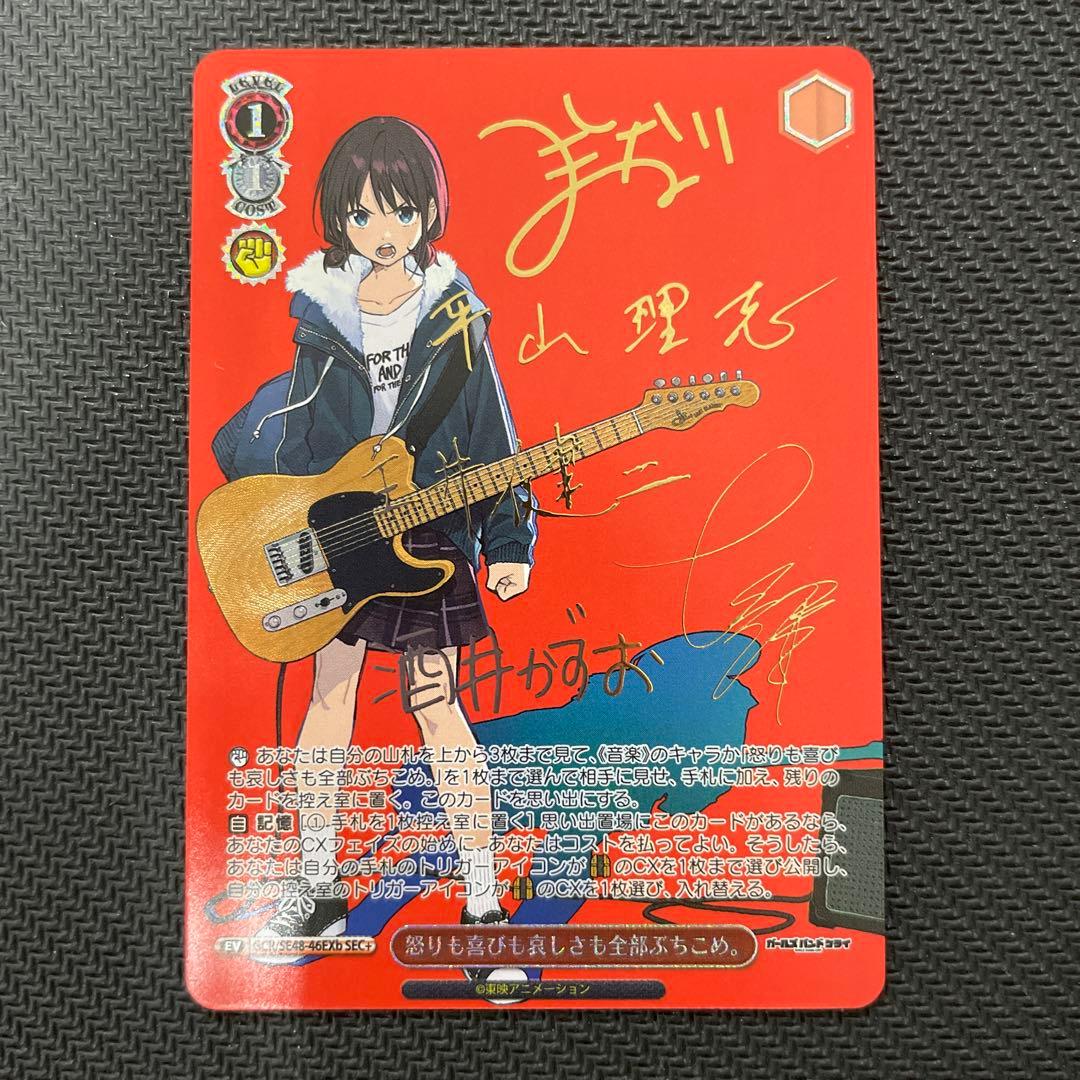 LEVEL
1
1
COST
平山理志
FOR TH
AND
FOR THE
酒井かずお
あなたは自分の山札を上から3枚まで見て、《音楽》のキャラか「怒りも喜び
も哀しさも全部ぶちこめ。」を1枚まで選んで相手に見せ、手札に加え、残りの
カードを控え室に置く。このカードを思い出にする。
自 記憶 [① 手札を1枚控え室に置く] 思い出置場にこのカードがあるなら、
あなたのCXフェイズの始めに、あなたはコストを払ってよい。そうしたら、
あなたは自分の手札のトリガーアイコンが のCXを1枚まで選び公開し、
自分の控え室のトリガーアイコンが のCXを1枚選び、入れ替える。
EV GCR/SE48-46EXb SEC+ 怒りも喜びも哀しさも全部ぶちこめ。 ガールズバンドクライ
©東映アニメーション